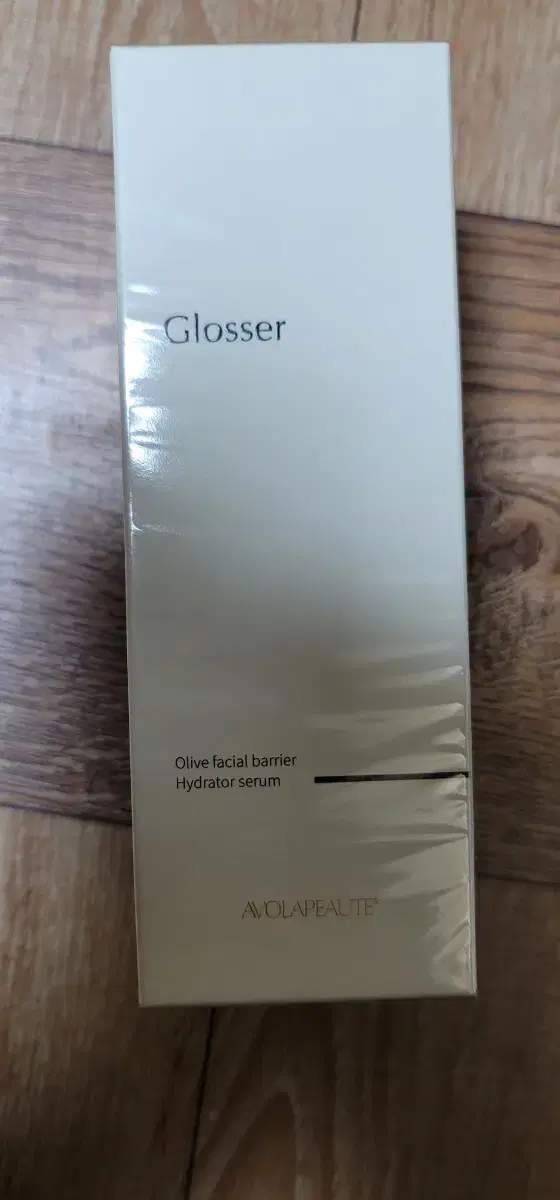 Glosser
Olive facial barrier
Hydrator serum
AVOLAPEAUTE